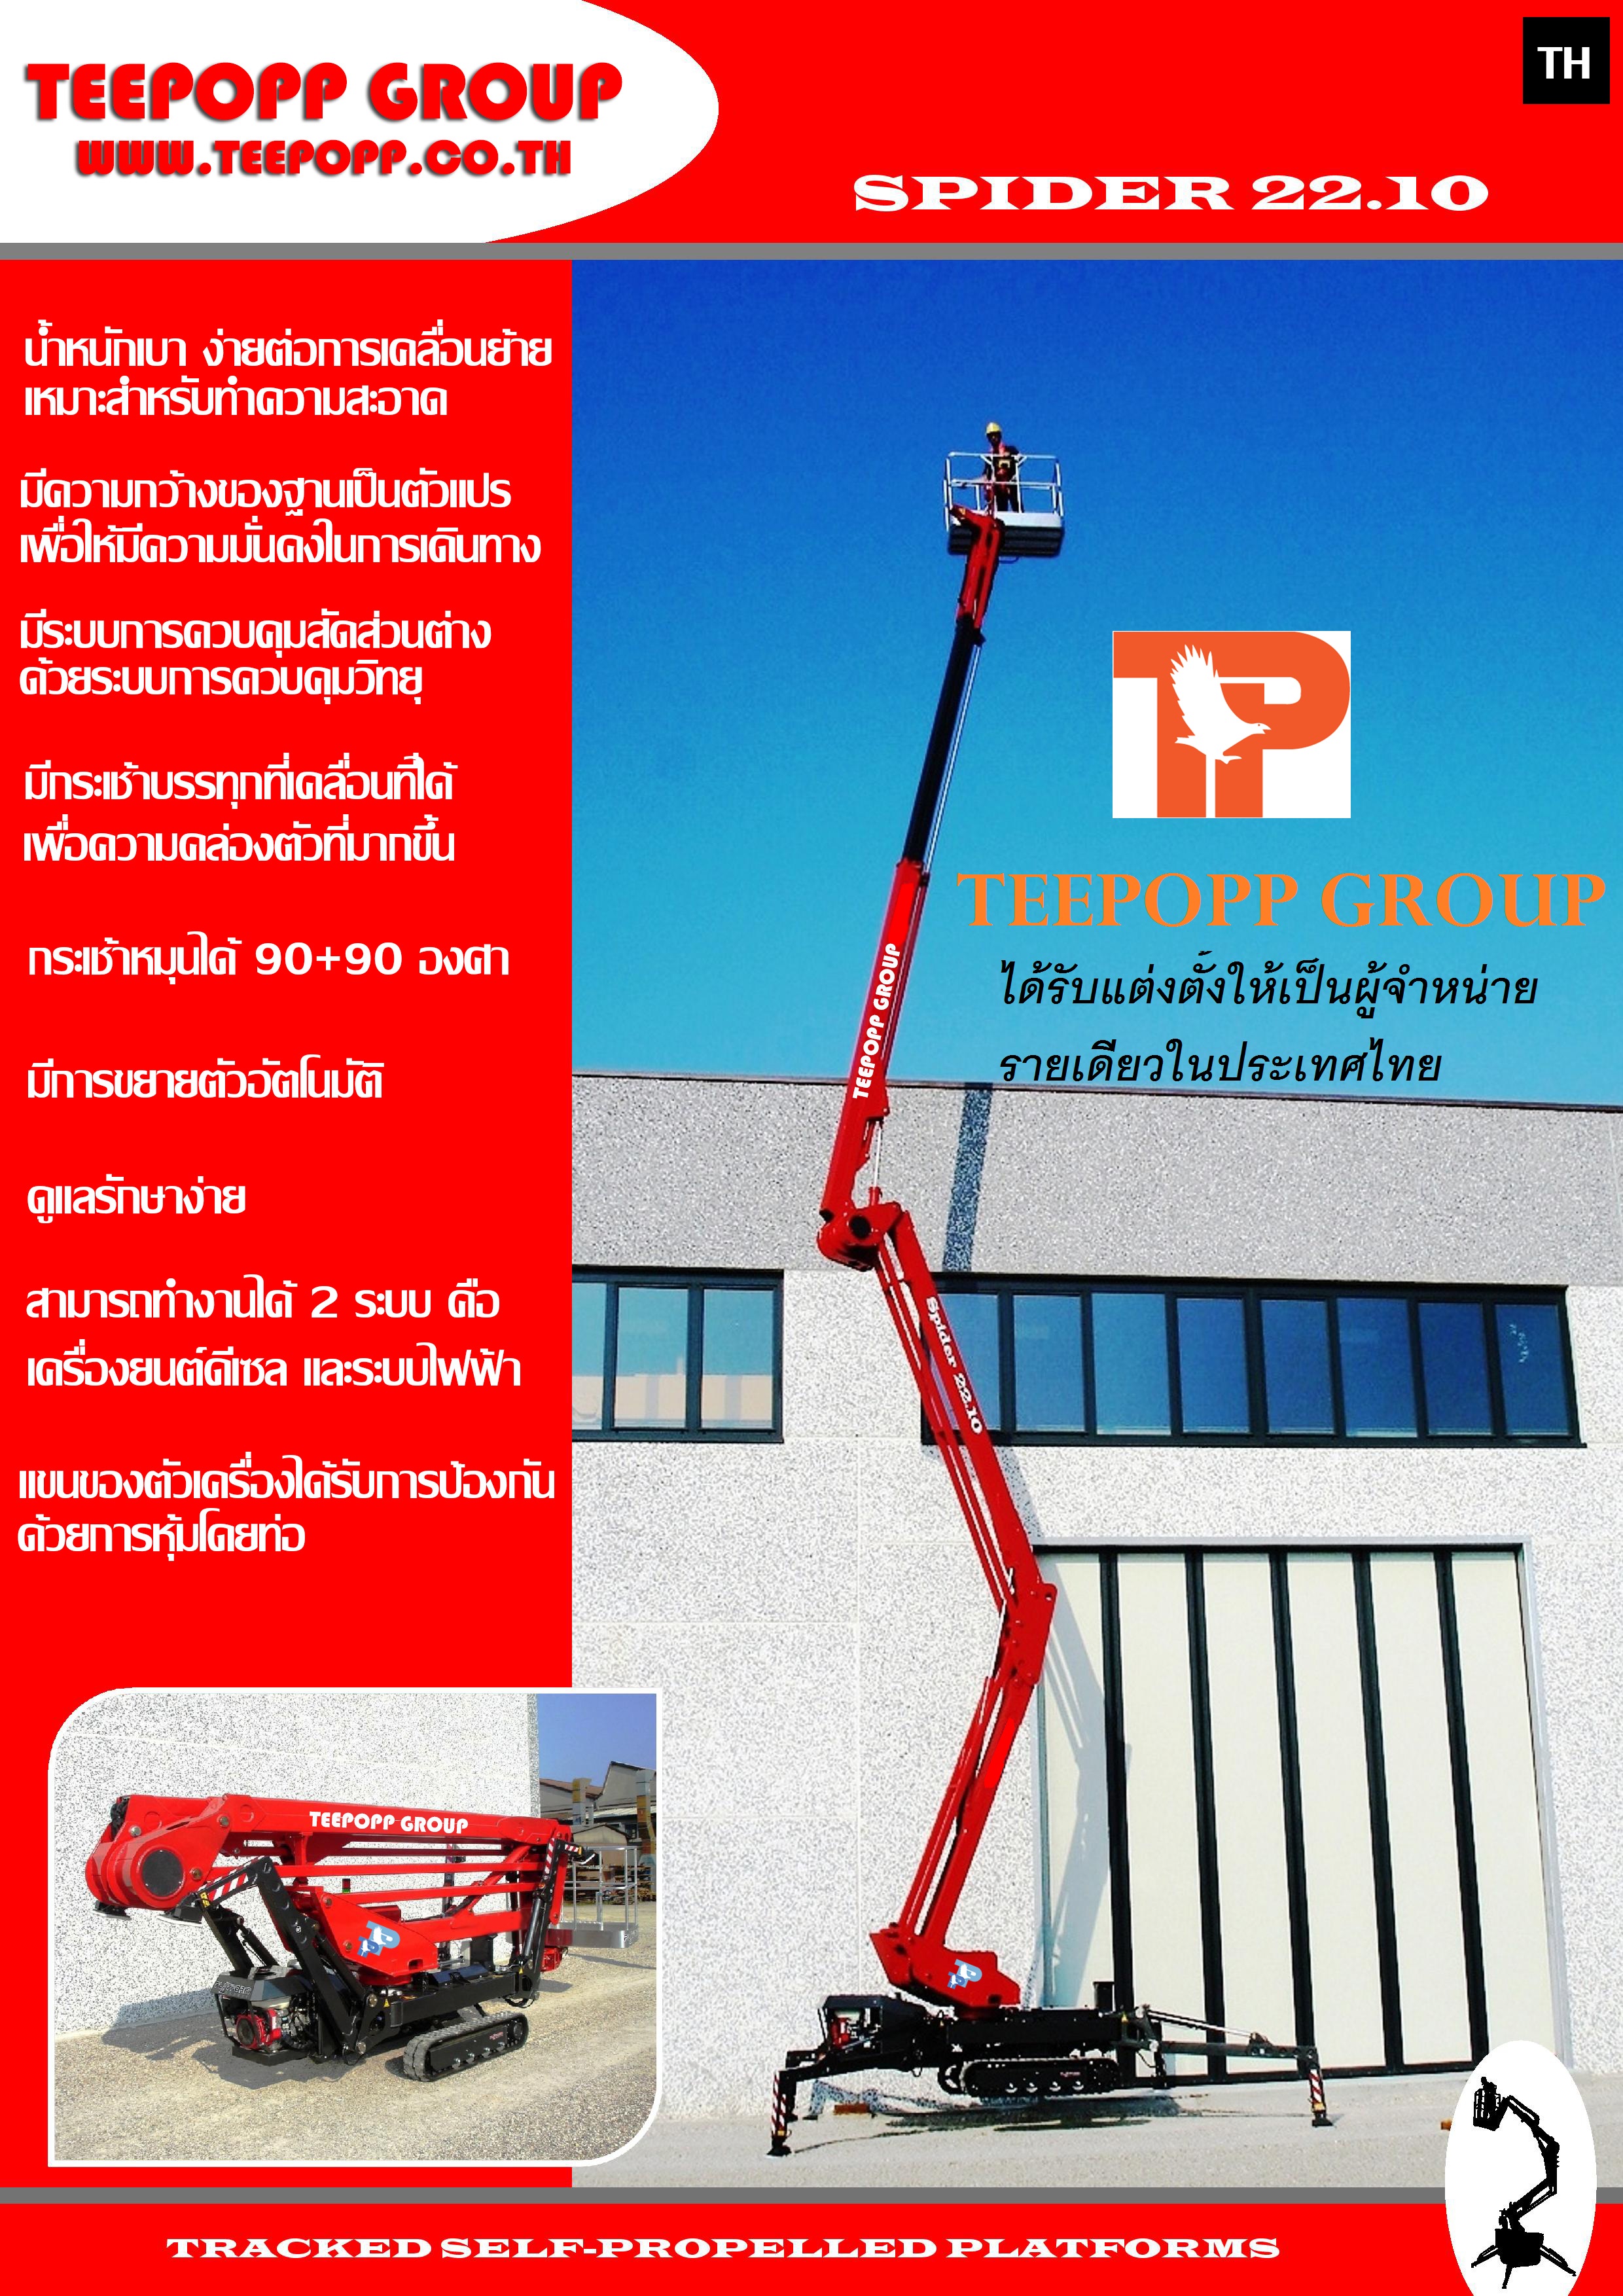 TEEPOPP GROUP
WWW.TEEPOPP.CO.TH
TH
SPIDER 22.10
น้ำหนักเบา ง่ายต่อการเคลื่อนย้าย
เหมาะสำหรับทำความสะอาด
มีความกว้างของฐานเป็นตัวแปร
เพื่อให้มีความมั่นคงในการเดินทาง
มีระบบการควบคุมสัดส่วนต่าง
ด้วยระบบการควบคุมวิทยุ
มีกระเช้าบรรทุกที่เคลื่อนที่ได้
เพื่อความคล่องตัวที่มากขึ้น
กระเช้าหมุนได้ 90+90 องศา
มีการขยายตัวอัตโนมัติ
ดูแลรักษาง่าย
สามารถทำงานได้ 2 ระบบ คือ
เครื่องยนต์ดีเซล และระบบไฟฟ้า
แขนของตัวเครื่องได้รับการป้องกัน
ด้วยการหุ้มโดยท่อ
TP
TEEPOPP GROUP
ได้รับแต่งตั้งให้เป็นผู้จำหน่าย
รายเดียวในประเทศไทย
TEEPOPP GROUP
Spider 22.10
TP
TEEPOPP GROUP
TP
TRACKED SELF-PROPELLED PLATFORMS